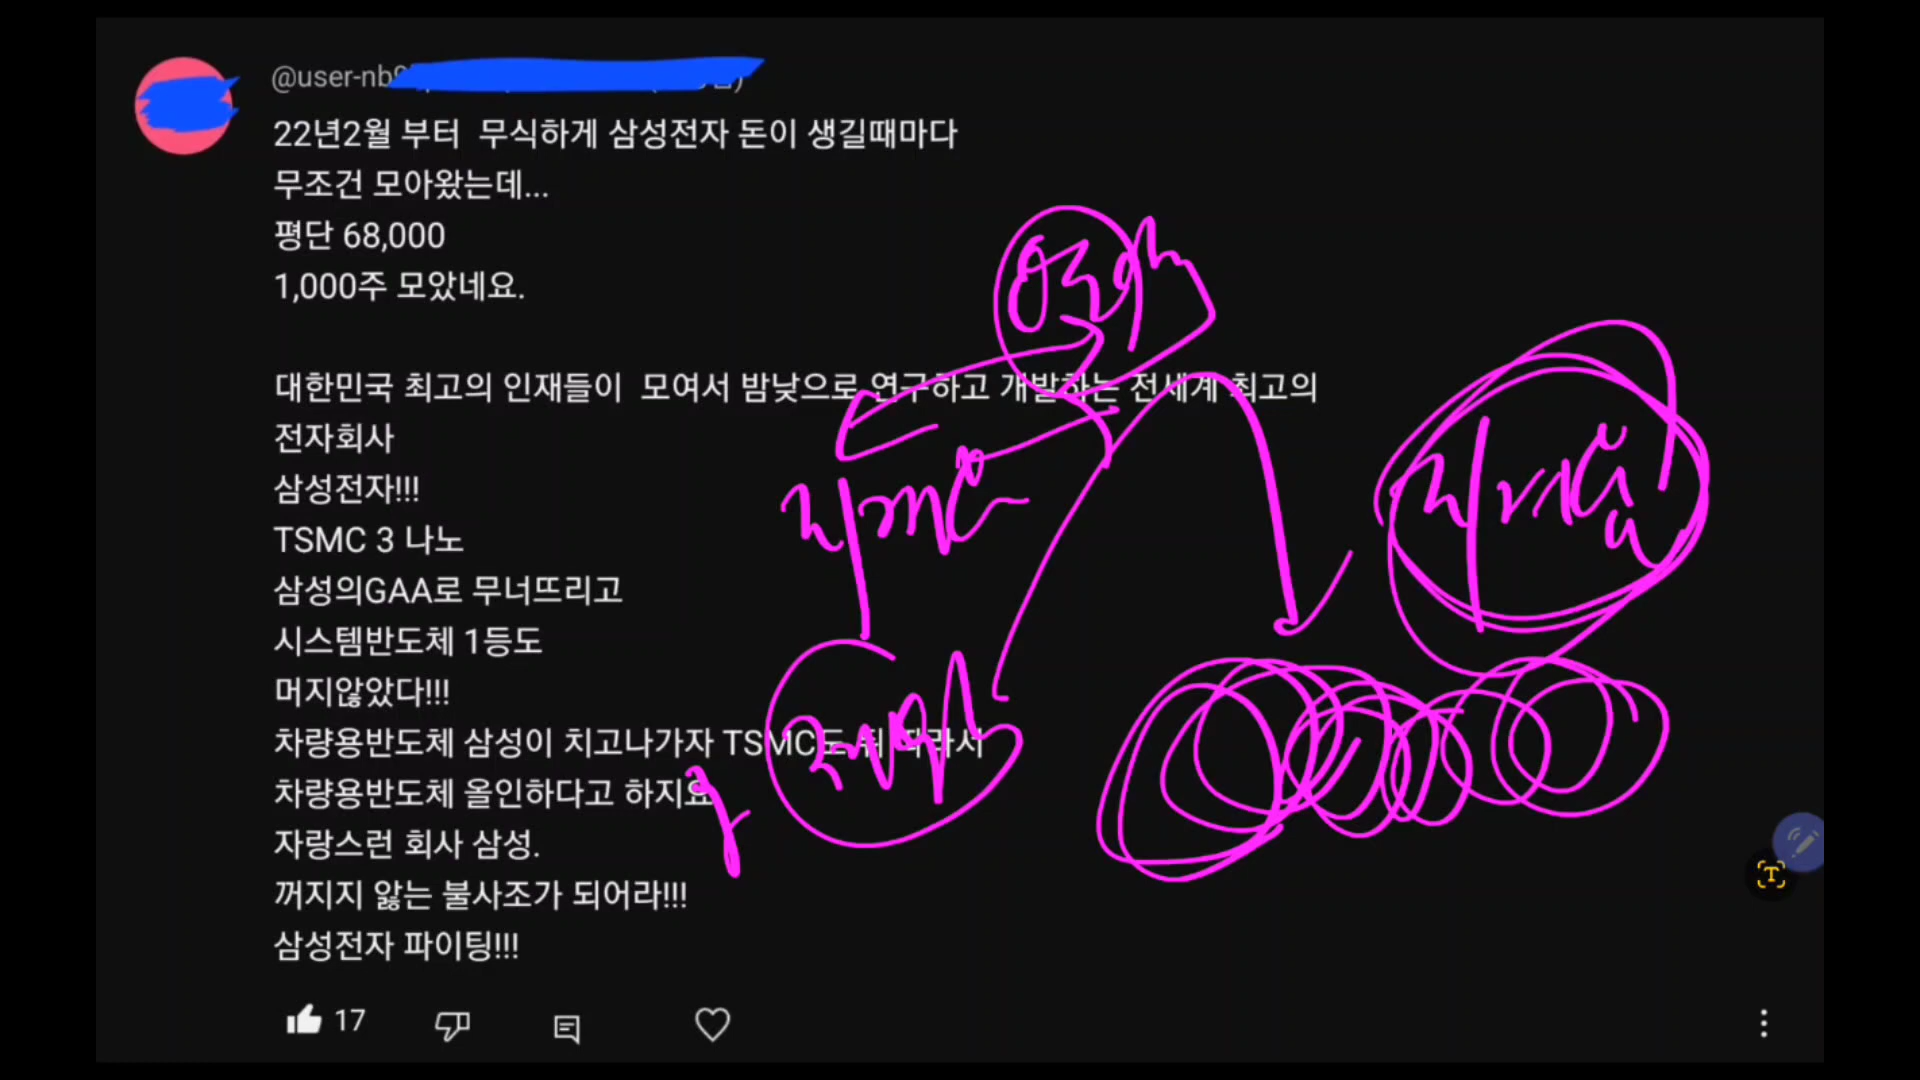 @user-nb9
22년2월 부터 무식하게 삼성전자 돈이 생길때마다
무조건 모아왔는데...
평단 68,000
1,000주 모았네요.
대한민국 최고의 인재들이 모여서 밤낮으로 연구하고 개발하는 전세계 최고의
전자회사
삼성전자!!!
TSMC 3 나노
삼성의GAA로 무너뜨리고
시스템반도체 1등도
머지않았다!!!
차량용반도체 삼성이 치고나가자 TSMC도 뒤 따라서
차량용반도체 올인하다고 하지요
자랑스런 회사 삼성.
꺼지지 앓는 불사조가 되어라!!!
삼성전자 파이팅!!!
17